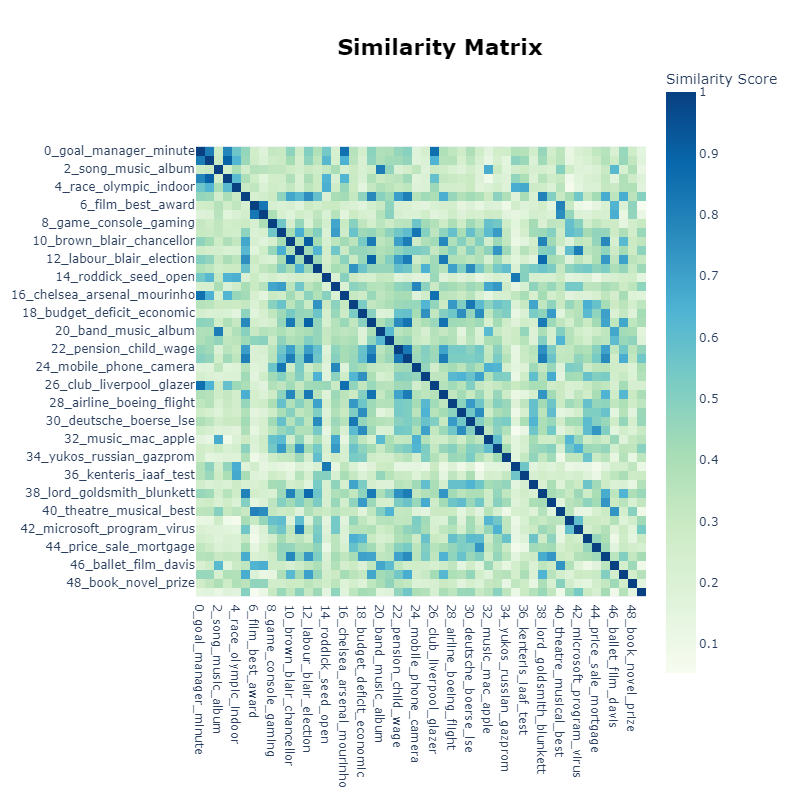 Similarity Matrix
Similarity Score
1
0.9
0.8
0.7
0.6
0.5
0.4
0.3
0.2
0.1
0_goal_manager_minute
2_song_music_album
4_race_olympic_indoor
6_film_best_award
8_game_console_gaming
10_brown_blair_chancellor
12_labour_blair_election
14_roddick_seed_open
16_chelsea_arsenal_mourinho
18_budget_deficit_economic
20_band_music_album
22_pension_child_wage
24_mobile_phone_camera
26_club_liverpool_glazer
28_airline_boeing_flight
30_deutsche_boerse_lse
32_music_mac_apple
34_yukos_russian_gazprom
36_kenteris_iaaf_test
38_lord_goldsmith_blunkett
40_theatre_musical_best
42_microsoft_program_virus
44_price_sale_mortgage
46_ballet_film_davis
48_book_novel_prize
0_goal_manager_minute
2_song_music_album
4_race_olympic_indoor
6_film_best_award
8_game_console_gaming
10_brown_blair_chancellor
12_labour_blair_election
14_roddick_seed_open
16_chelsea_arsenal_mourinho
18_budget_deficit_economic
20_band_music_album
22_pension_child_wage
24_mobile_phone_camera
26_club_liverpool_glazer
28_airline_boeing_flight
30_deutsche_boerse_lse
32_music_mac_apple
34_yukos_russian_gazprom
36_kenteris_iaaf_test
38_lord_goldsmith_blunkett
40_theatre_musical_best
42_microsoft_program_virus
44_price_sale_mortgage
46_ballet_film_davis
48_book_novel_prize